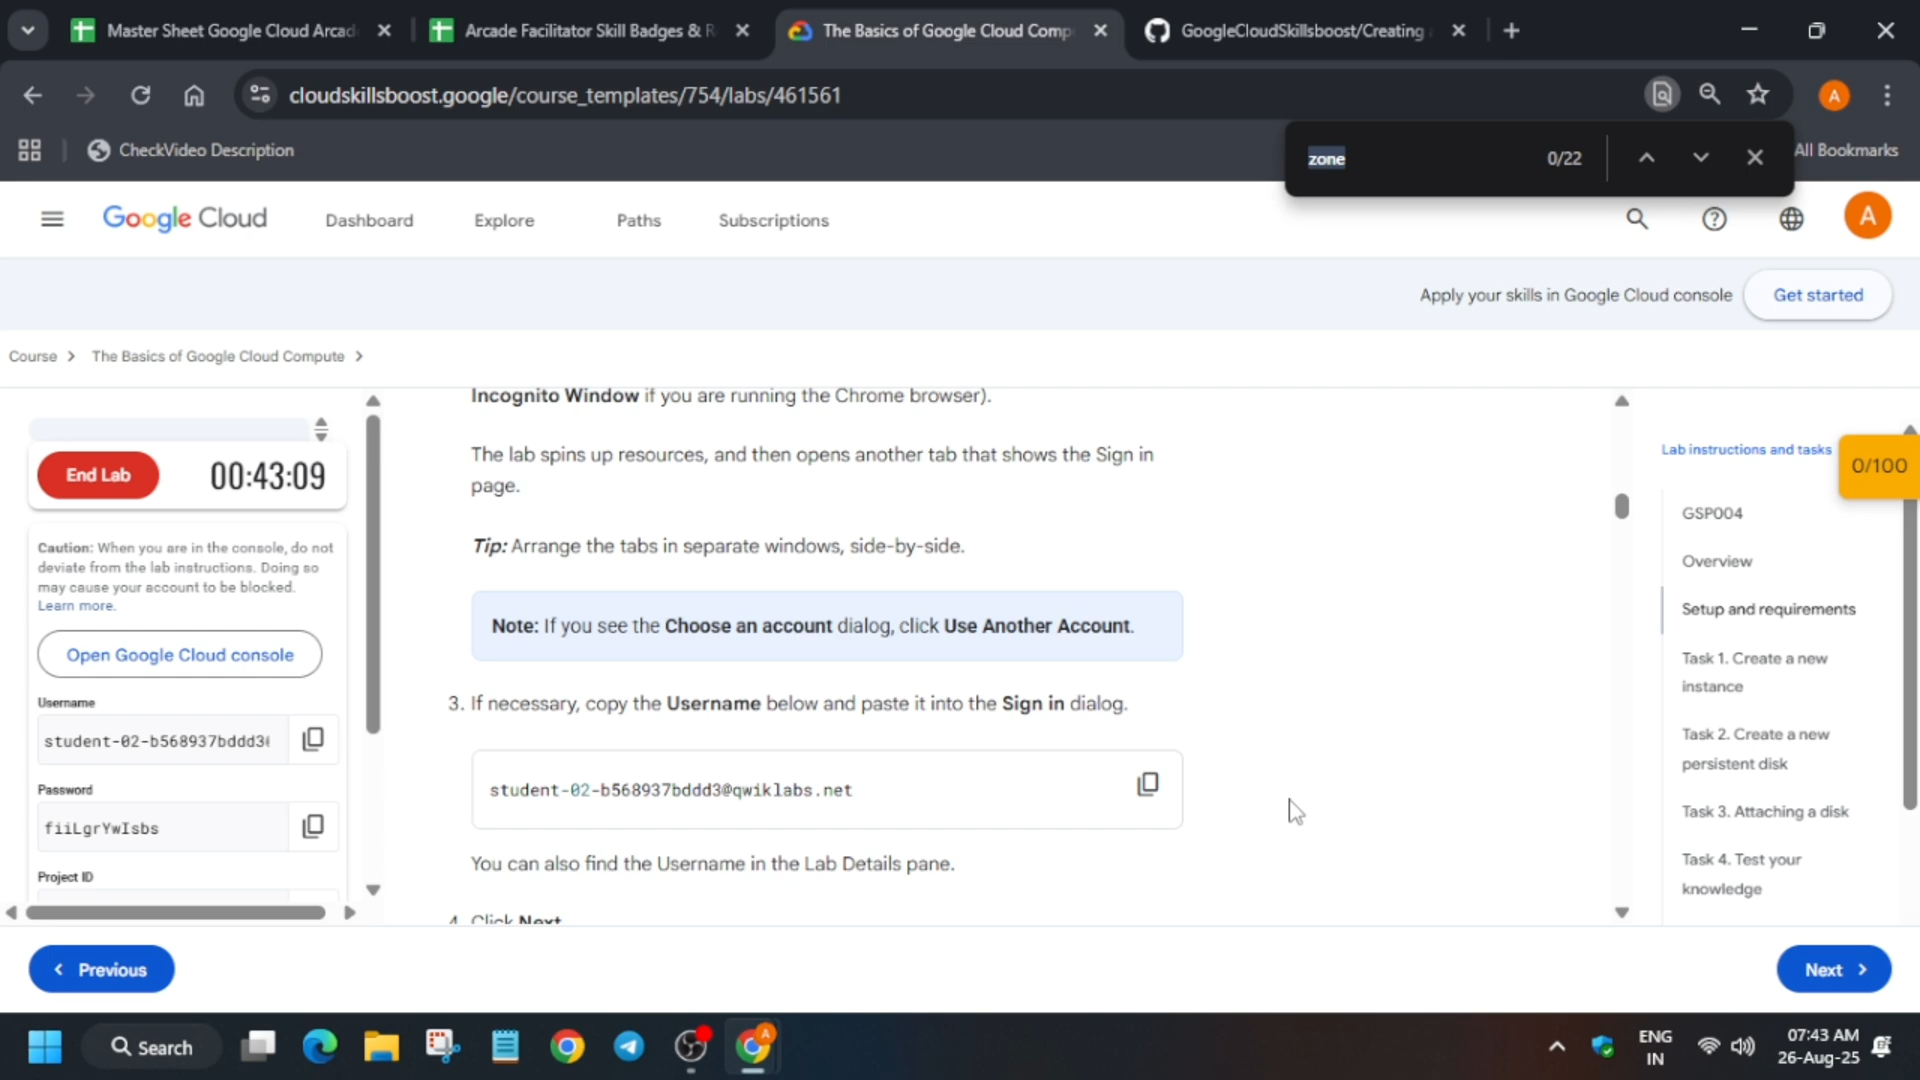 Master Sheet Google Cloud Arcad
Arcade Facilitator Skill Badges & R
The Basics of Google Cloud Comp
GoogleCloudSkillsboost/Creating
cloudskillsboost.google/course_templates/754/labs/461561
A
CheckVideo Description
zone
0/22
All Bookmarks
Google Cloud
Dashboard
Explore
Paths
Subscriptions
A
Apply your skills in Google Cloud console
Get started
Course
The Basics of Google Cloud Compute
End Lab
00:43:09
Caution: When you are in the console, do not
deviate from the lab instructions. Doing so
may cause your account to be blocked.
Learn more.
Open Google Cloud console
Username
student-02-b568937bddd3
Password
fiiLgrYwIsbs
Project ID
Incognito Window if you are running the Chrome browser).
The lab spins up resources, and then opens another tab that shows the Sign in
page.
Tip: Arrange the tabs in separate windows, side-by-side.
Note: If you see the Choose an account dialog, click Use Another Account.
3. If necessary, copy the Username below and paste it into the Sign in dialog.
student-02-b568937bddd3@qwiklabs.net
You can also find the Username in the Lab Details pane.
4. Click Next
Lab instructions and tasks
0/100
GSP004
Overview
Setup and requirements
Task 1. Create a new
instance
Task 2. Create a new
persistent disk
Task 3. Attaching a disk
Task 4. Test your
knowledge
Previous
Next
Search
A
ENG
IN
07:43 AM
26-Aug-25